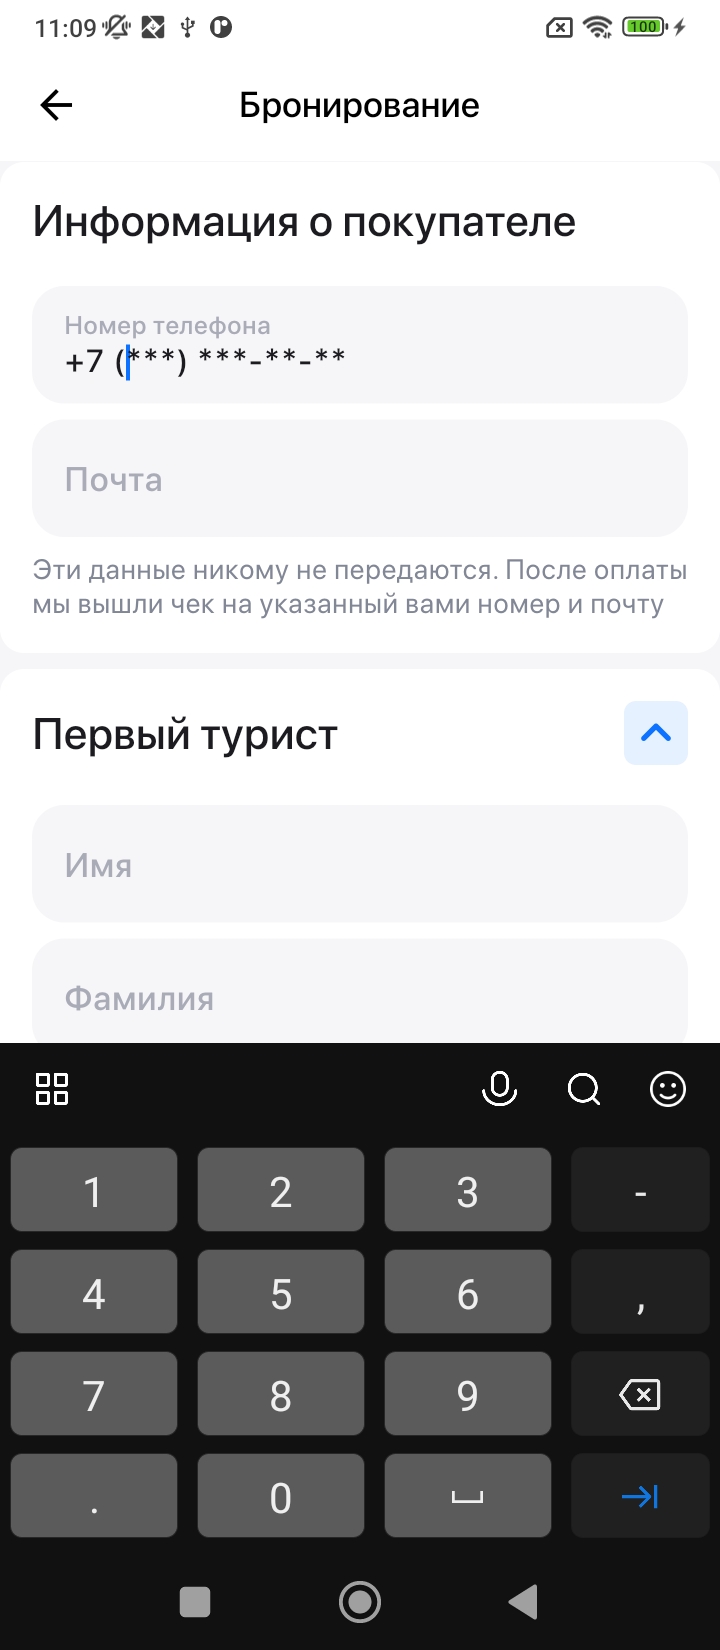 11:09
100
Бронирование
Информация о покупателе
Номер телефона
+7 (***) ***-**-**
Почта
Эти данные никому не передаются. После оплаты
мы вышли чек на указанный вами номер и почту
Первый турист
Имя
Фамилия
1 2 3 -
4 5 6 ,
7 8 9
. 0